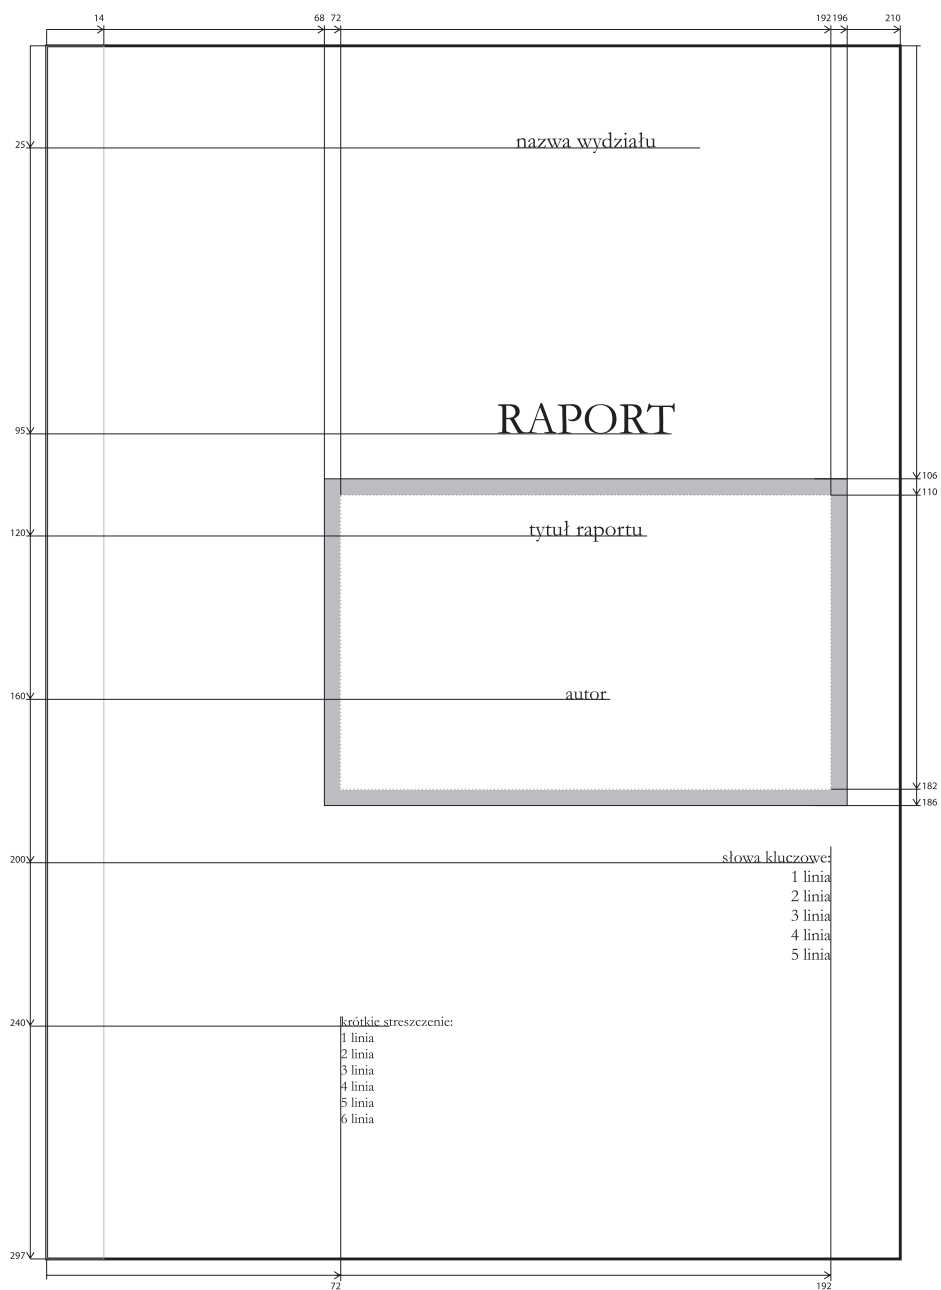 14 68 72 192 196 210
25 nazwa wydziału
95 RAPORT
106
110
120 tytuł raportu
160 autor
182
186
200 słowa kluczowe:
1 linia
2 linia
3 linia
4 linia
5 linia
240 krótkie streszczenie:
1 linia
2 linia
3 linia
4 linia
5 linia
6 linia
297
72 192